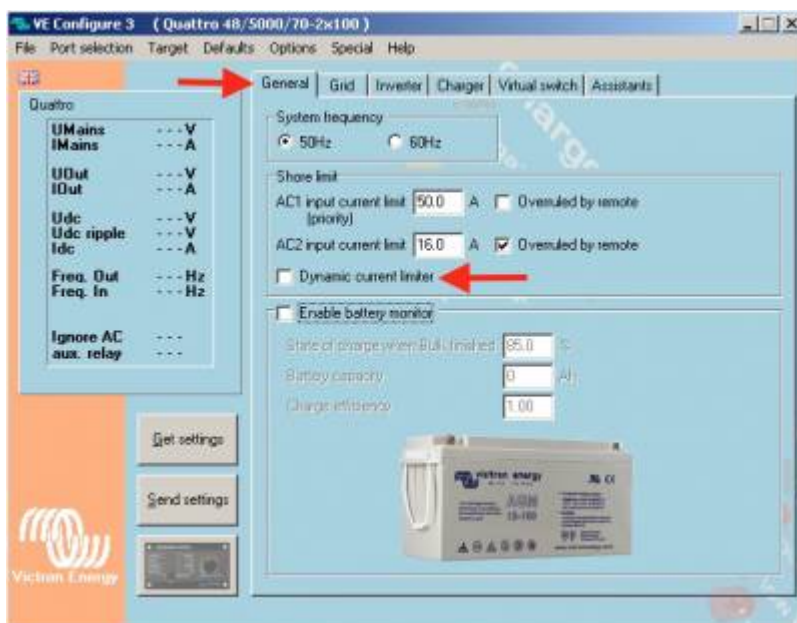 VE Configure 3 ( Quattro 48/5000/70-2x100 )
File Port selection Target Defaults Options Special Help
General Grid Inverter Charger Virtual switch Assistants
Quattro
UMains ---V
IMains ---A
UOut ---V
IOut ---A
Udc ---V
Udc ripple ---V
Idc ---A
Freq. Out ---Hz
Freq. In ---Hz
Ignore AC ---
aux. relay ---
Get settings
Send settings
Victron Energy
System frequency
50Hz 60Hz
Shore limit
AC1 input current limit 50.0 A Overruled by remote
(priority)
AC2 input current limit 16.0 A Overruled by remote
Dynamic current limiter
Enable battery monitor
State of charge when Bulk finished 85.0 %
Battery capacity 0 Ah
Charge efficiency 1.00
victron energy
AGM